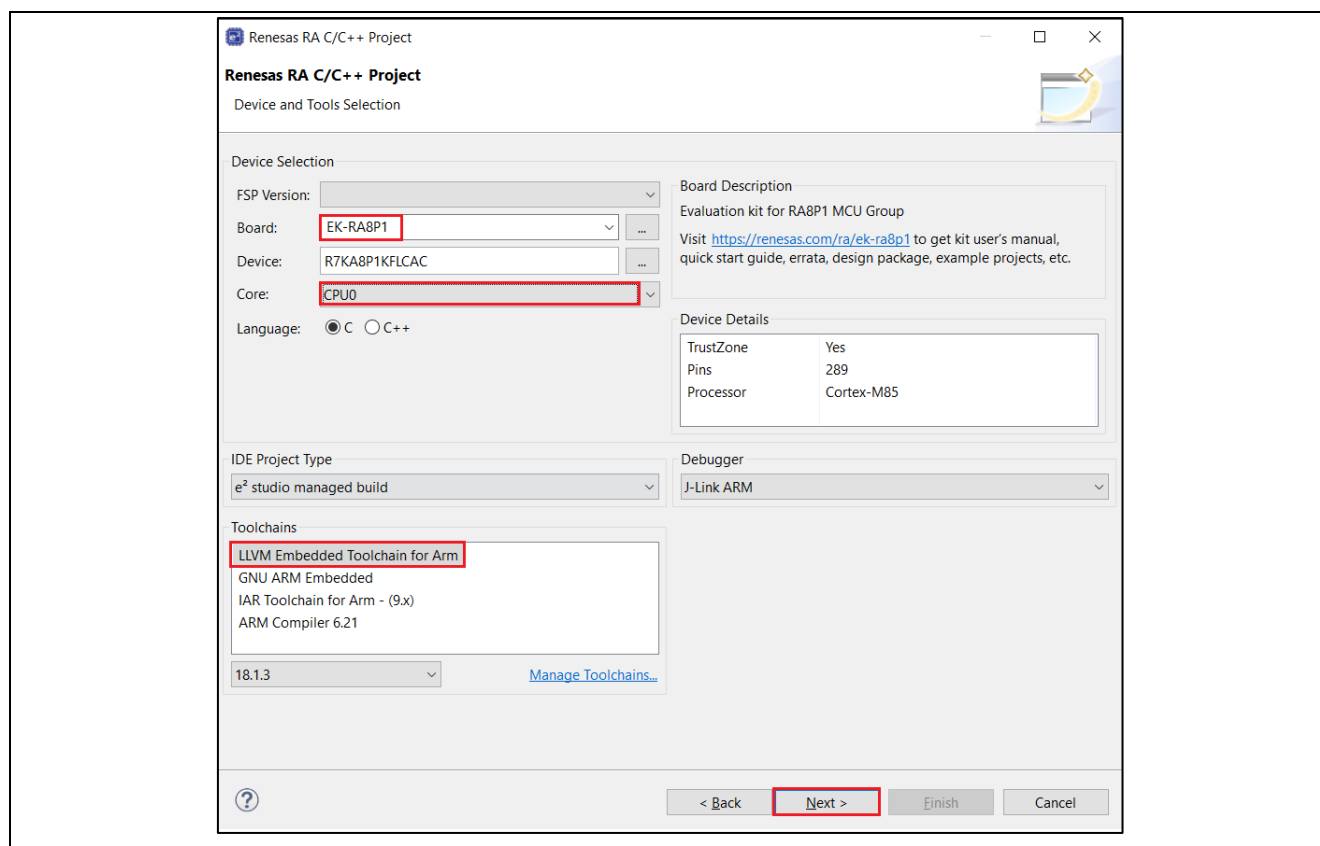 Renesas RA C/C++ Project
Renesas RA C/C++ Project
Device and Tools Selection
Device Selection
FSP Version:
Board: EK-RA8P1 ...
Device: R7KA8P1KFLCAC ...
Core: CPU0
Language: C C++
Board Description
Evaluation kit for RA8P1 MCU Group
Visit https://renesas.com/ra/ek-ra8p1 to get kit user's manual,
quick start guide, errata, design package, example projects, etc.
Device Details
TrustZone Yes
Pins 289
Processor Cortex-M85
IDE Project Type
e² studio managed build
Debugger
J-Link ARM
Toolchains
LLVM Embedded Toolchain for Arm
GNU ARM Embedded
IAR Toolchain for Arm - (9.x)
ARM Compiler 6.21
18.1.3 Manage Toolchains...
? < Back Next > Finish Cancel